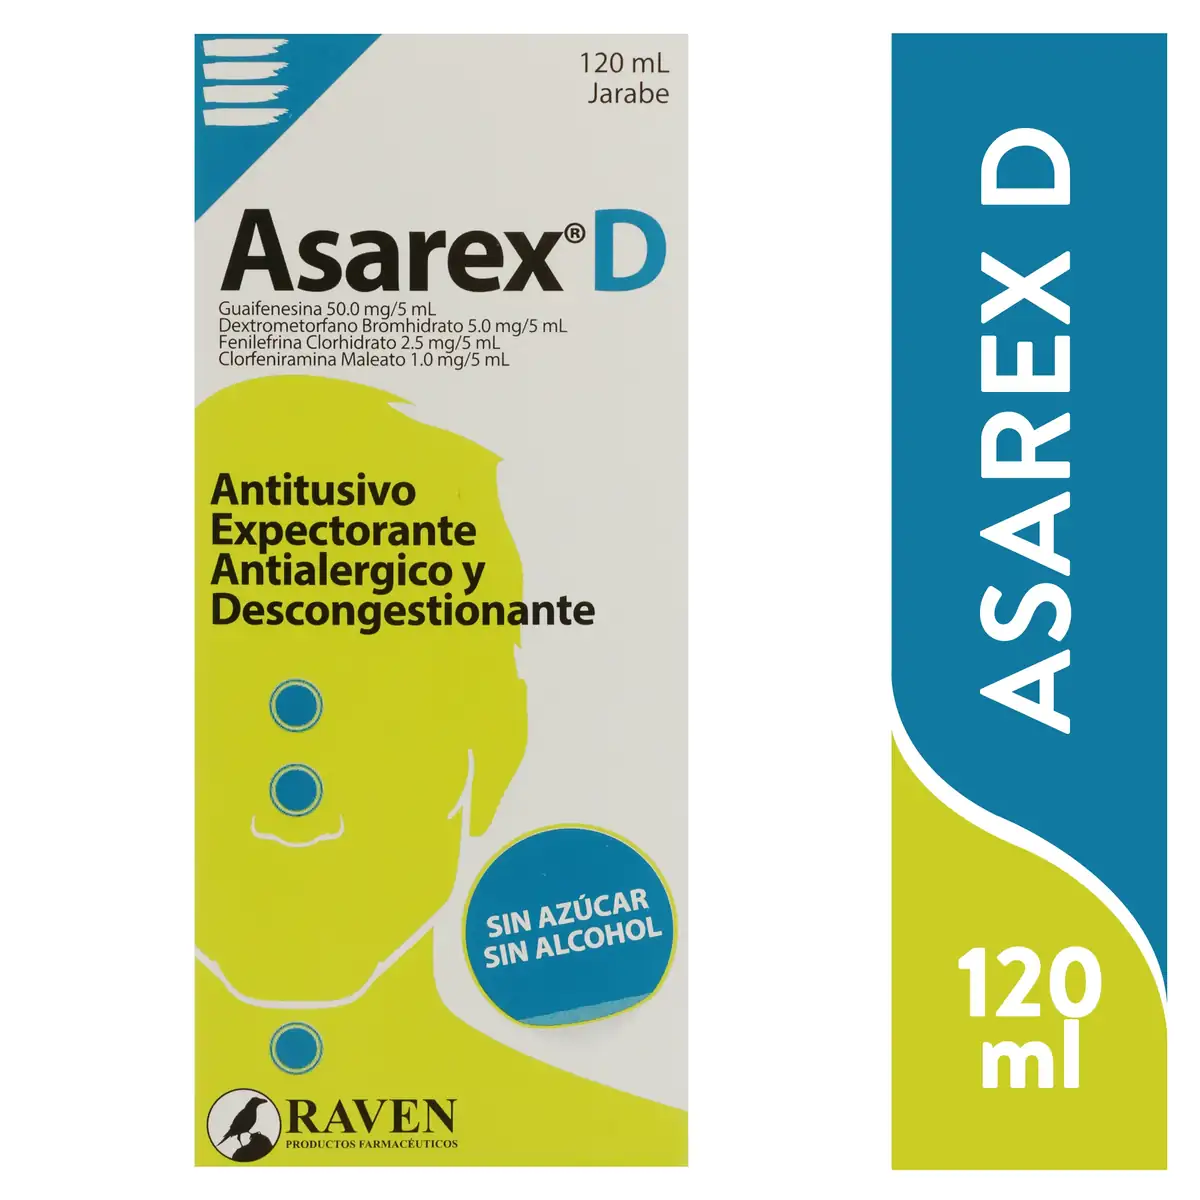 120 mL
Jarabe
Asarex® D
Guaifenesina 50.0 mg/5 mL
Dextrometorfano Bromhidrato 5.0 mg/5 mL
Fenilefrina Clorhidrato 2.5 mg/5 mL
Clorfeniramina Maleato 1.0 mg/5 mL
Antitusivo
Expectorante
Antialergico y
Descongestionante
SIN AZÚCAR
SIN ALCOHOL
RAVEN
PRODUCTOS FARMACÉUTICOS
ASAREX D
120
ml